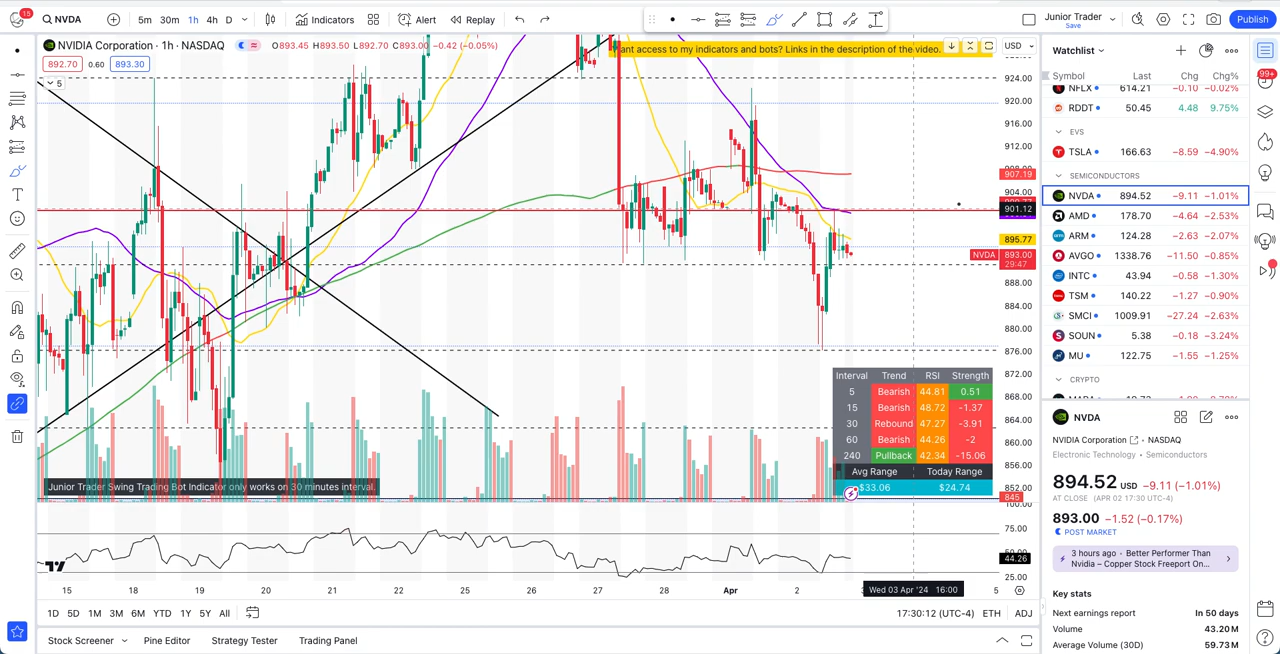 15
NVDA
5m 30m 1h 4h D
Indicators
Alert
Replay
Junior Trader
Save
Publish
NVIDIA Corporation · 1h · NASDAQ
O893.45 H893.50 L892.70 C893.00 −0.42 (−0.05%)
892.70 0.60 893.30
5
ant access to my indicators and bots? Links in the description of the video.
USD
924.00
920.00
916.00
912.00
907.19
904.00
901.12
895.77
NVDA 893.00
29:47
888.00
884.00
880.00
876.00
872.00
868.00
864.00
860.00
856.00
852.00
845
100.00
75.00
44.26
25.00
Interval Trend RSI Strength
5 Bearish 44.81 0.51
15 Bearish 48.72 −1.37
30 Rebound 47.27 −3.91
60 Bearish 44.26 −2
240 Pullback 42.34 −15.06
Avg Range Today Range
$33.06 $24.74
Junior Trader Swing Trading Bot Indicator only works on 30 minutes interval.
15 18 19 20 21 22 25 26 27 28 Apr 2 Wed 03 Apr '24 16:00 5
1D 5D 1M 3M 6M YTD 1Y 5Y All
17:30:12 (UTC-4) ETH ADJ
Stock Screener Pine Editor Strategy Tester Trading Panel
Watchlist
Symbol Last Chg Chg%
NFLX 614.21 −0.10 −0.02%
RDDT 50.45 4.48 9.75%
EVS
TSLA 166.63 −8.59 −4.90%
SEMICONDUCTORS
NVDA 894.52 −9.11 −1.01%
AMD 178.70 −4.64 −2.53%
ARM 124.28 −2.63 −2.07%
AVGO 1338.76 −11.50 −0.85%
INTC 43.94 −0.58 −1.30%
TSM 140.22 −1.27 −0.90%
SMCI 1009.91 −27.24 −2.63%
SOUN 5.38 −0.18 −3.24%
MU 122.75 −1.55 −1.25%
CRYPTO
NVDA
NVIDIA Corporation · NASDAQ
Electronic Technology · Semiconductors
894.52 USD −9.11 (−1.01%)
AT CLOSE (APR 02 17:30 UTC-4)
893.00 −1.52 (−0.17%)
POST MARKET
3 hours ago · Better Performer Than
Nvidia – Copper Stock Freeport On...
Key stats
Next earnings report In 50 days
Volume 43.20M
Average Volume (30D) 59.73M
99+